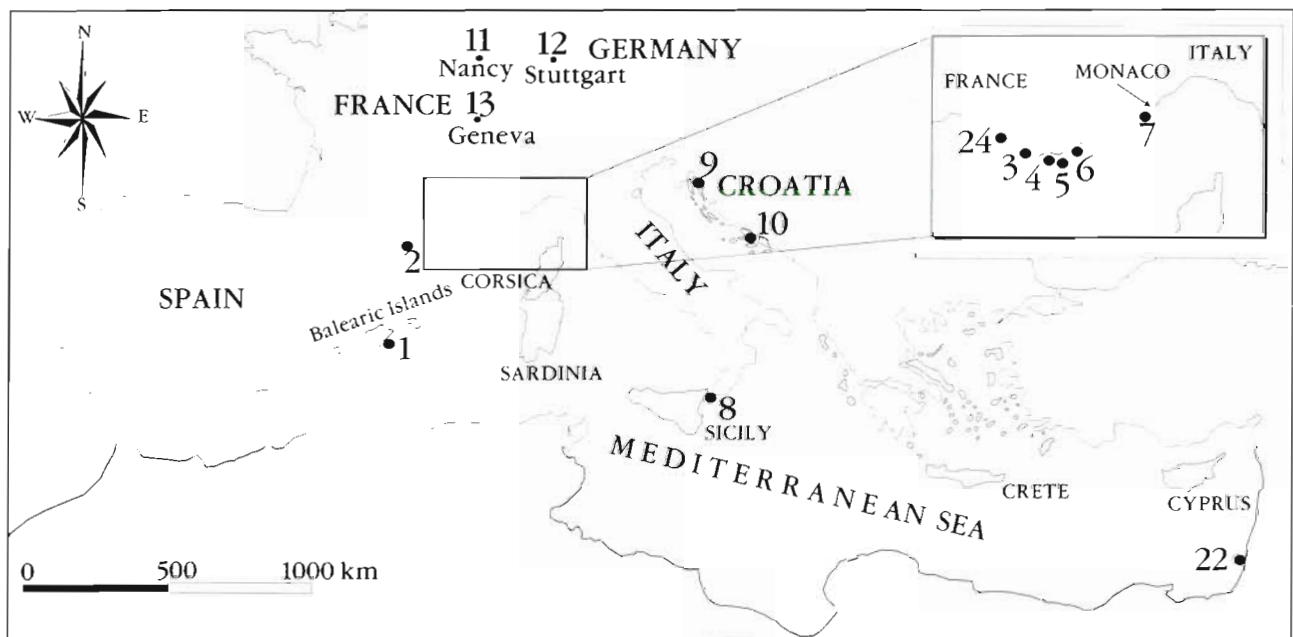 N
W
E
S
11
Nancy
12
Stuttgart
GERMANY
FRANCE
13
Geneva
ITALY
MONACO
FRANCE
7
24
3
4
5
6
9
CROATIA
10
ITALY
2
CORSICA
SPAIN
Balearic Islands
1
SARDINIA
8
SICILY
MEDITERRANEAN SEA
CRETE
CYPRUS
22
0
500
1000 km